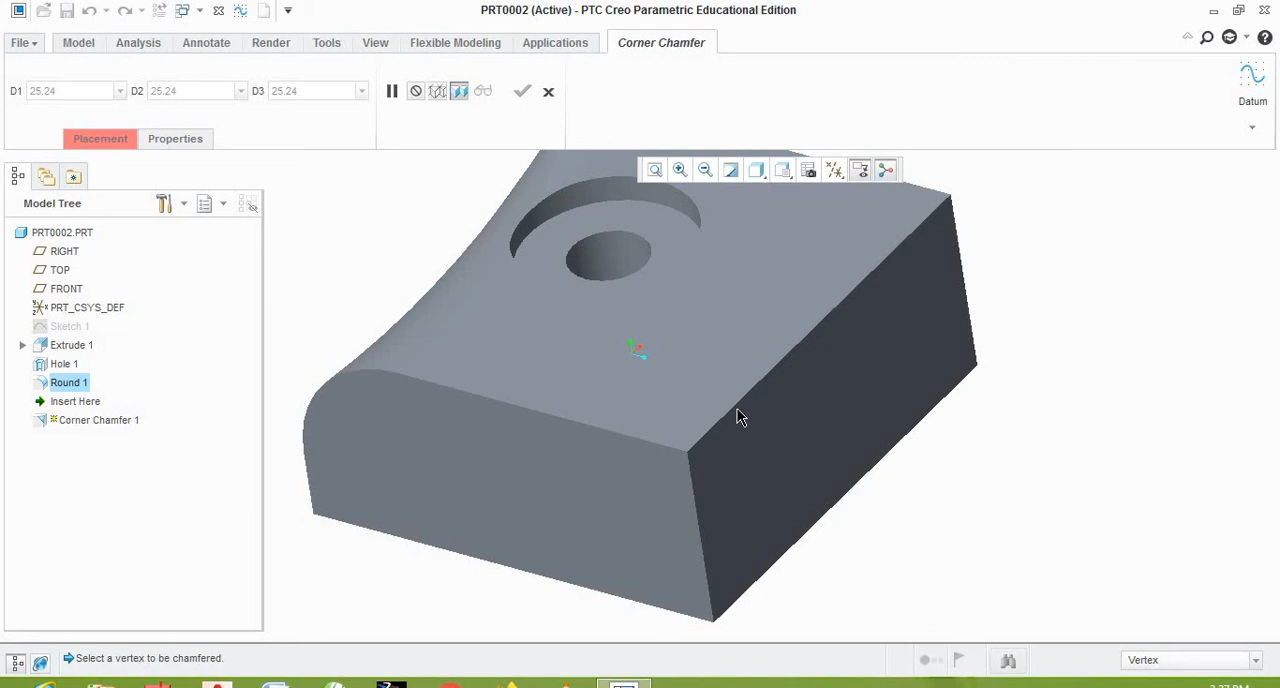 PRT0002 (Active) - PTC Creo Parametric Educational Edition
File Model Analysis Annotate Render Tools View Flexible Modeling Applications Corner Chamfer
D1 25.24 D2 25.24 D3 25.24
Datum
Placement Properties
Model Tree
PRT0002.PRT
RIGHT
TOP
FRONT
PRT_CSYS_DEF
Sketch 1
Extrude 1
Hole 1
Round 1
Insert Here
Corner Chamfer 1
Select a vertex to be chamfered.
Vertex